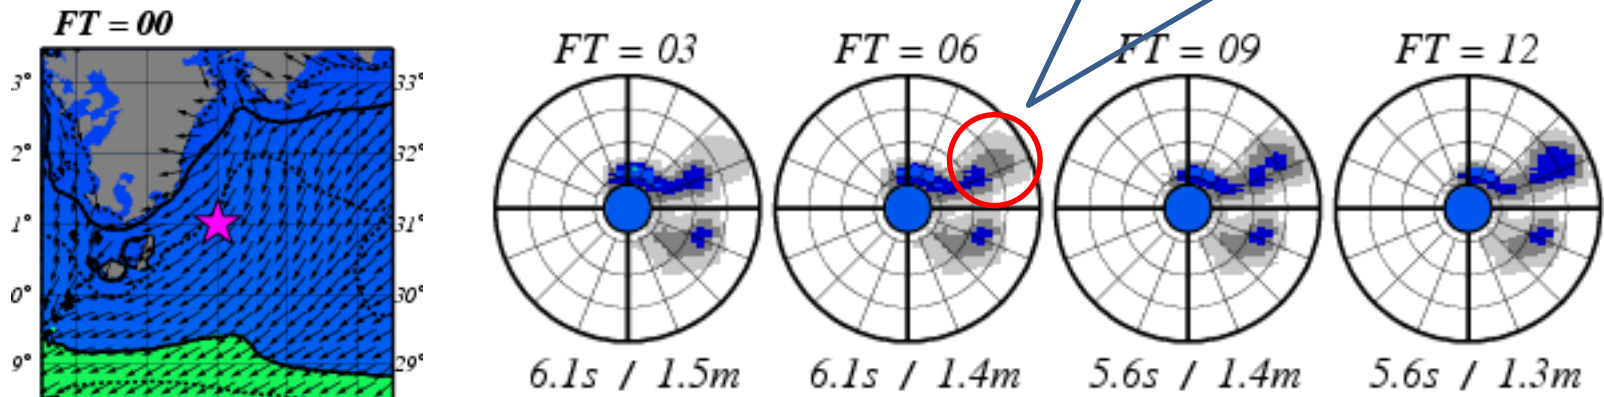 FT = 00
3°
2°
1°
0°
9°
33°
32°
31°
30°
29°
FT = 03
FT = 06
FT = 09
FT = 12
6.1s / 1.5m
6.1s / 1.4m
5.6s / 1.4m
5.6s / 1.3m